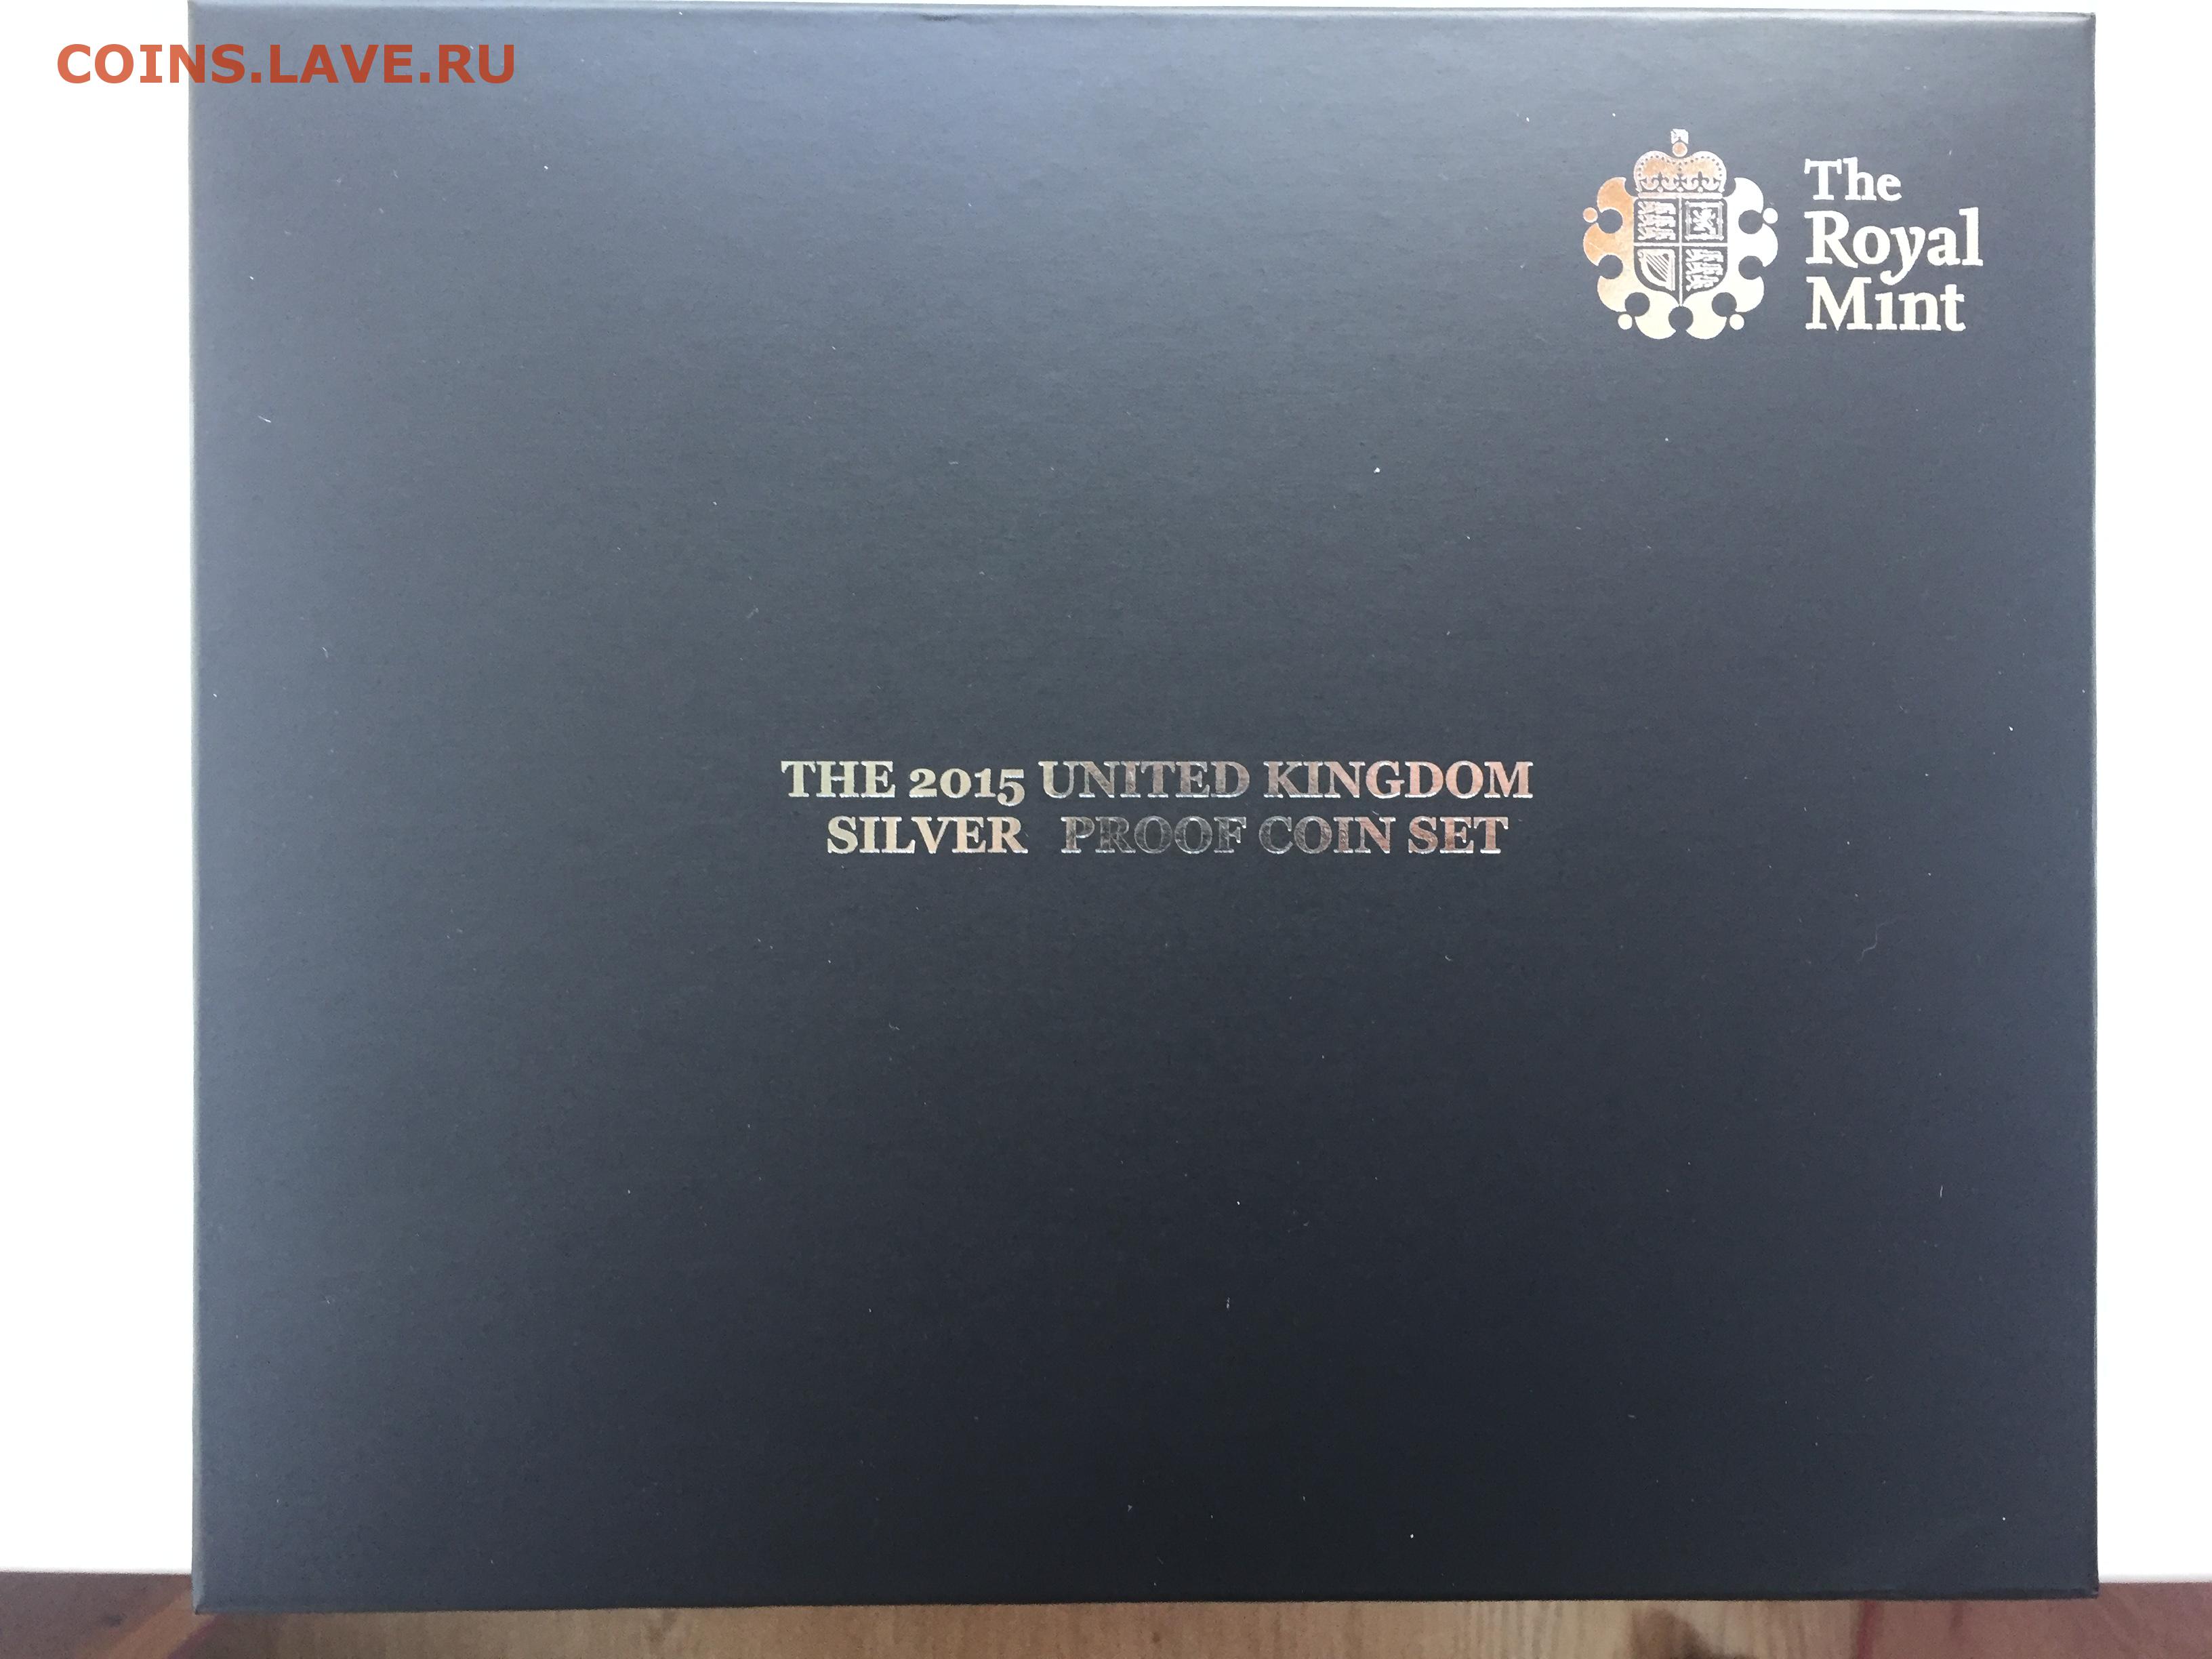 COINS.LAVE.RU
The
Royal
Mint
THE 2015 UNITED KINGDOM
SILVER PROOF COIN SET